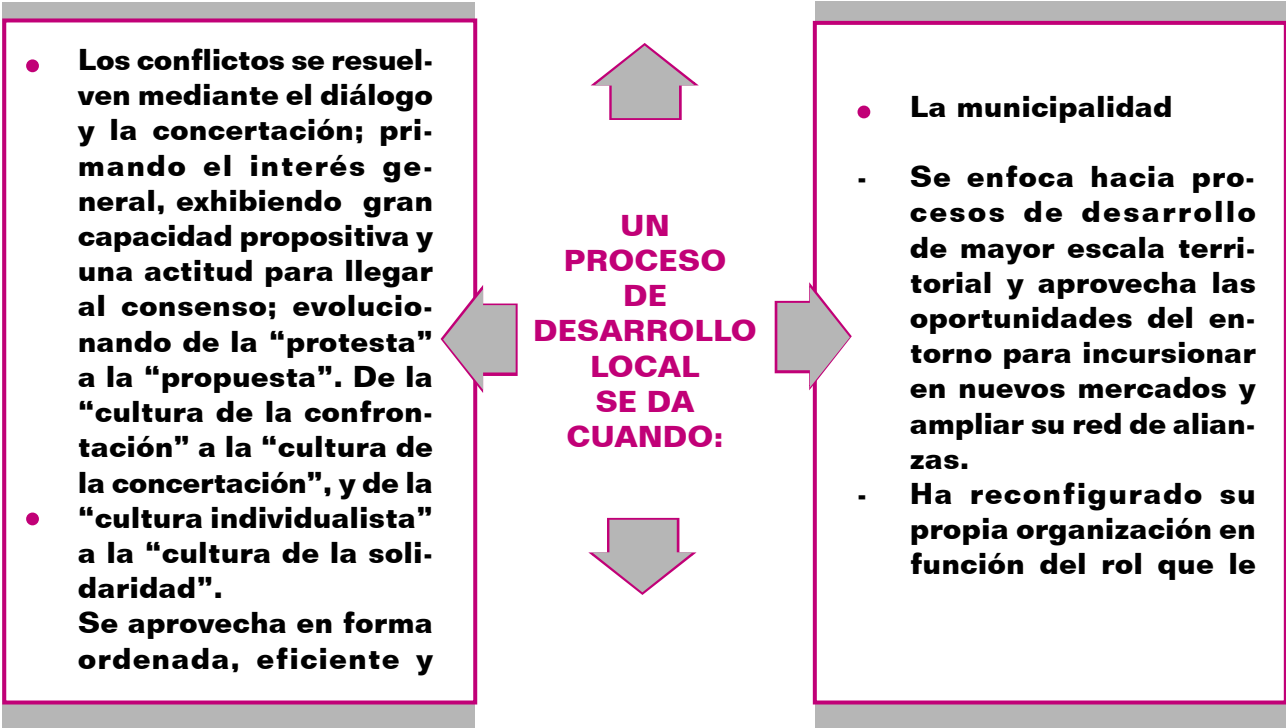 • Los conflictos se resuel-
ven mediante el diálogo
y la concertación; pri-
mando el interés ge-
neral, exhibiendo gran
capacidad propositiva y
una actitud para llegar
al consenso; evolucio-
nando de la “protesta”
a la “propuesta”. De la
“cultura de la confron-
tación” a la “cultura de
la concertación”, y de la
• “cultura individualista”
a la “cultura de la soli-
daridad”.
Se aprovecha en forma
ordenada, eficiente y
UN
PROCESO
DE
DESARROLLO
LOCAL
SE DA
CUANDO:
• La municipalidad
- Se enfoca hacia pro-
cesos de desarrollo
de mayor escala terri-
torial y aprovecha las
oportunidades del en-
torno para incursionar
en nuevos mercados y
ampliar su red de alian-
zas.
- Ha reconfigurado su
propia organización en
función del rol que le